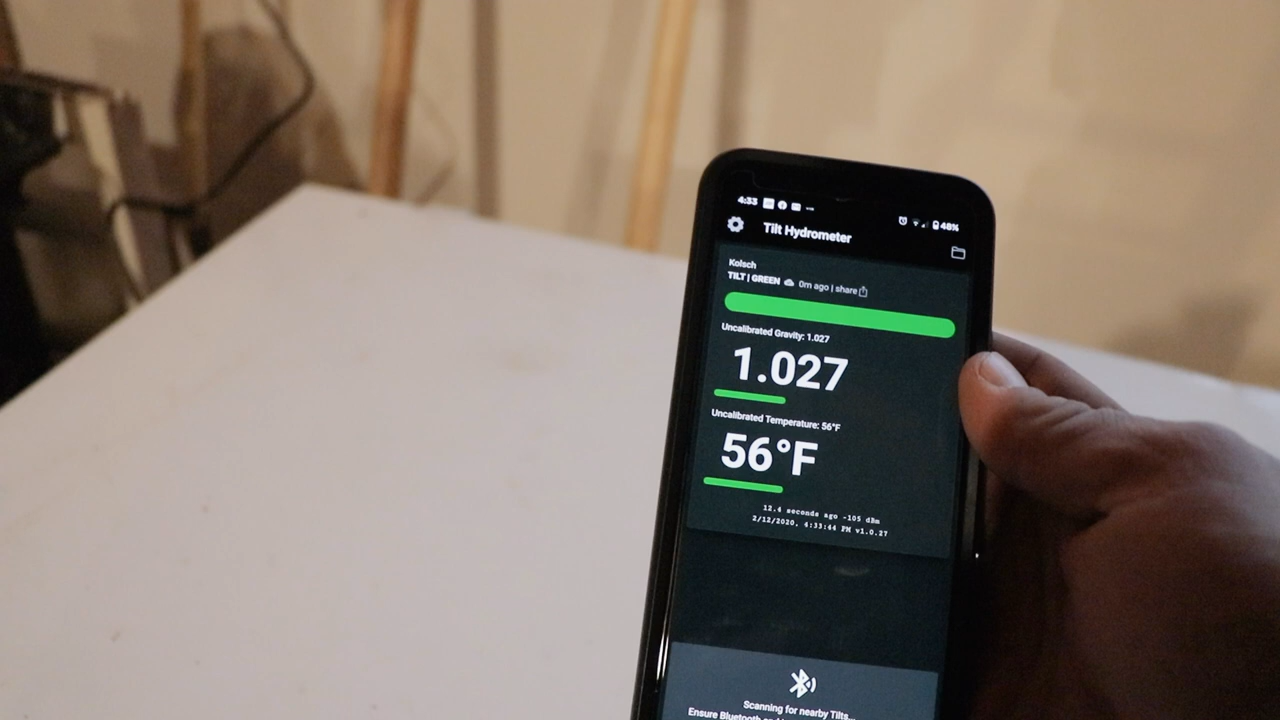 4:33 48%
Tilt Hydrometer
Kolsch
TILT | GREEN 0m ago | share
Uncalibrated Gravity: 1.027
1.027
Uncalibrated Temperature: 56°F
56°F
12.4 seconds ago -105 dBm
2/12/2020, 4:33:44 PM v1.0.27
Scanning for nearby Tilts...
Ensure Bluetooth